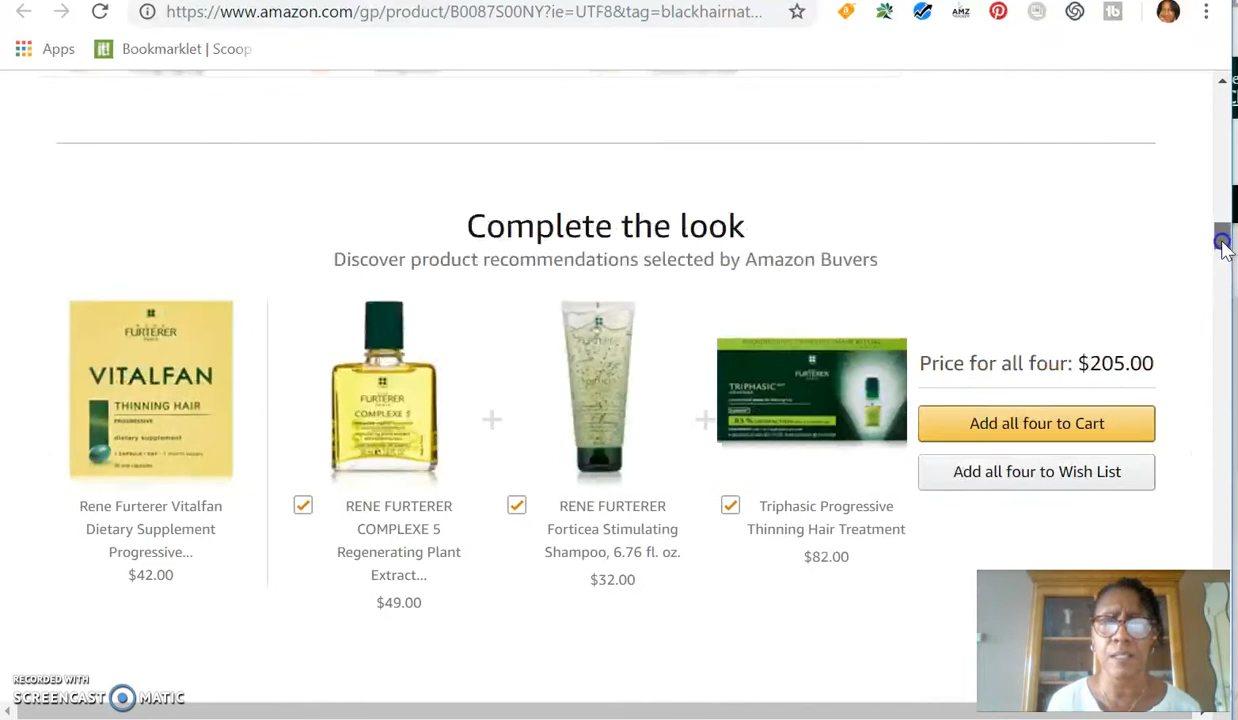 https://www.amazon.com/gp/product/B0087S00NY?ie=UTF8&tag=blackhairnat...
AMZ
tb
Apps
it!
Bookmarklet | Scoop
Complete the look
Discover product recommendations selected by Amazon Buyers
FURTERER
VITALFAN
THINNING HAIR
PROGRESSIVE
dietary supplement
FURTERER
COMPLEXE 5
FURTERER
TRIPHASIC
Price for all four: $205.00
Add all four to Cart
Add all four to Wish List
Rene Furterer Vitalfan
Dietary Supplement
Progressive...
$42.00
RENE FURTERER
COMPLEXE 5
Regenerating Plant
Extract...
$49.00
RENE FURTERER
Forticea Stimulating
Shampoo, 6.76 fl. oz.
$32.00
Triphasic Progressive
Thinning Hair Treatment
$82.00
RECORDED WITH
SCREENCAST MATIC